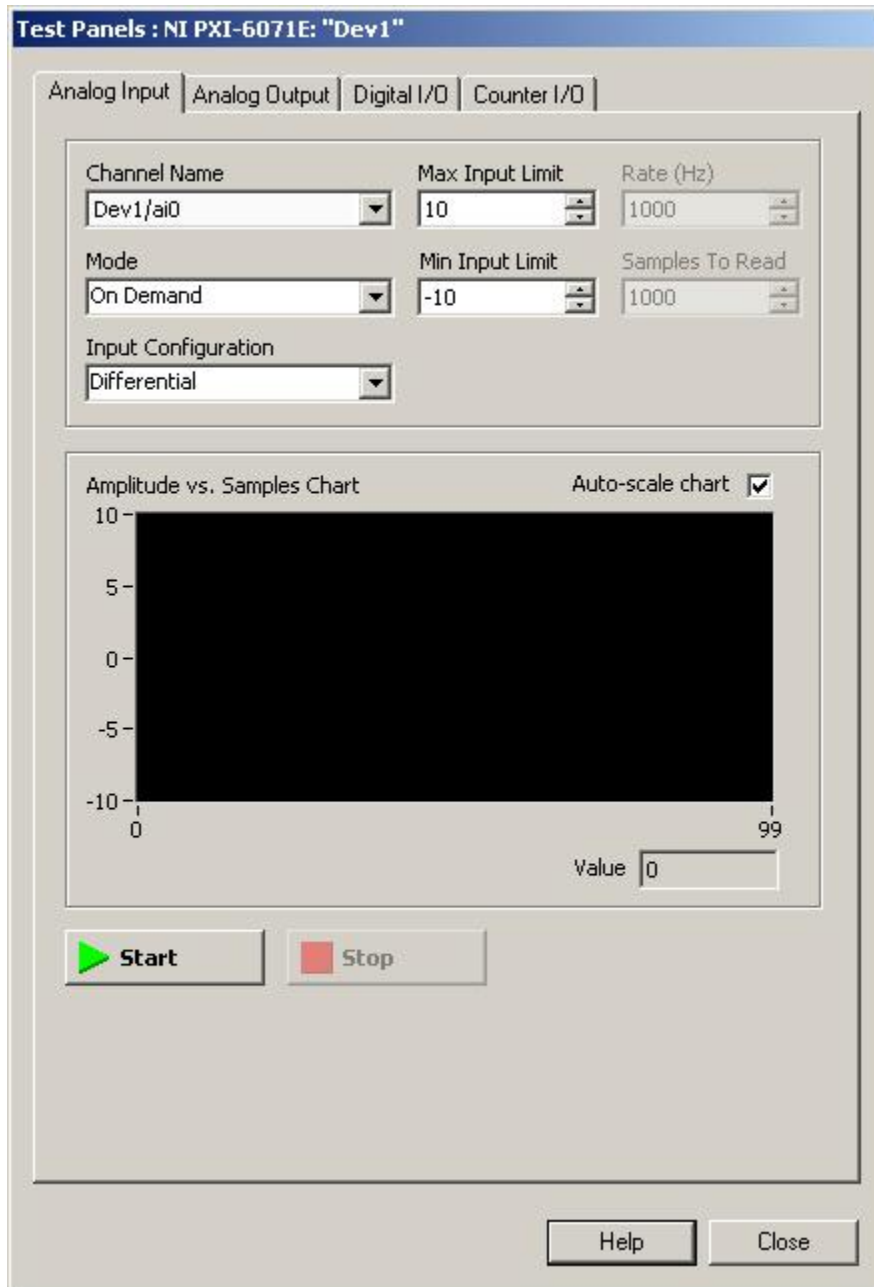 Test Panels : NI PXI-6071E: "Dev1"
Analog Input Analog Output Digital I/O Counter I/O
Channel Name Max Input Limit Rate (Hz)
Dev1/ai0 10 1000
Mode Min Input Limit Samples To Read
On Demand -10 1000
Input Configuration
Differential
Amplitude vs. Samples Chart Auto-scale chart
10
5
0
-5
-10
0 99
Value 0
Start Stop
Help Close